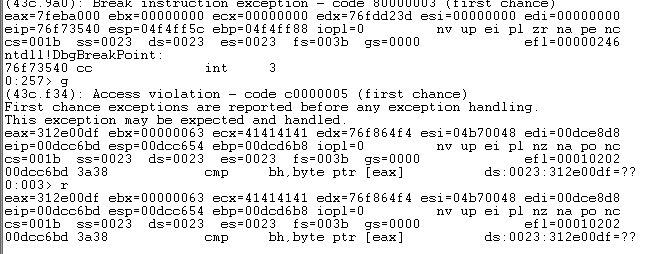 (43c.9a0): Break instruction exception - code 80000003 (first chance)
eax=7feba000 ebx=00000000 ecx=00000000 edx=76fdd23d esi=00000000 edi=00000000
eip=76f73540 esp=04f4ff5c ebp=04f4ff88 iopl=0         nv up ei pl zr na pe nc
cs=001b  ss=0023  ds=0023  es=0023  fs=003b  gs=0000             efl=00000246
ntdll!DbgBreakPoint:
76f73540 cc              int     3
0:257> g
(43c.f34): Access violation - code c0000005 (first chance)
First chance exceptions are reported before any exception handling.
This exception may be expected and handled.
eax=312e00df ebx=00000063 ecx=41414141 edx=76f864f4 esi=04b70048 edi=00dce8d8
eip=00dcc6bd esp=00dcc654 ebp=00dcd6b8 iopl=0         nv up ei pl nz na po nc
cs=001b  ss=0023  ds=0023  es=0023  fs=003b  gs=0000             efl=00010202
00dcc6bd 3a38            cmp     bh,byte ptr [eax]          ds:0023:312e00df=??
0:003> r
eax=312e00df ebx=00000063 ecx=41414141 edx=76f864f4 esi=04b70048 edi=00dce8d8
eip=00dcc6bd esp=00dcc654 ebp=00dcd6b8 iopl=0         nv up ei pl nz na po nc
cs=001b  ss=0023  ds=0023  es=0023  fs=003b  gs=0000             efl=00010202
00dcc6bd 3a38            cmp     bh,byte ptr [eax]          ds:0023:312e00df=??